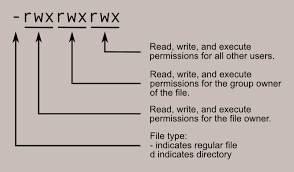 -rwxrwxrwx
Read, write, and execute
permissions for all other users.
Read, write, and execute
permissions for the group owner
of the file.
Read, write, and execute
permissions for the file owner.
File type:
- indicates regular file
d indicates directory